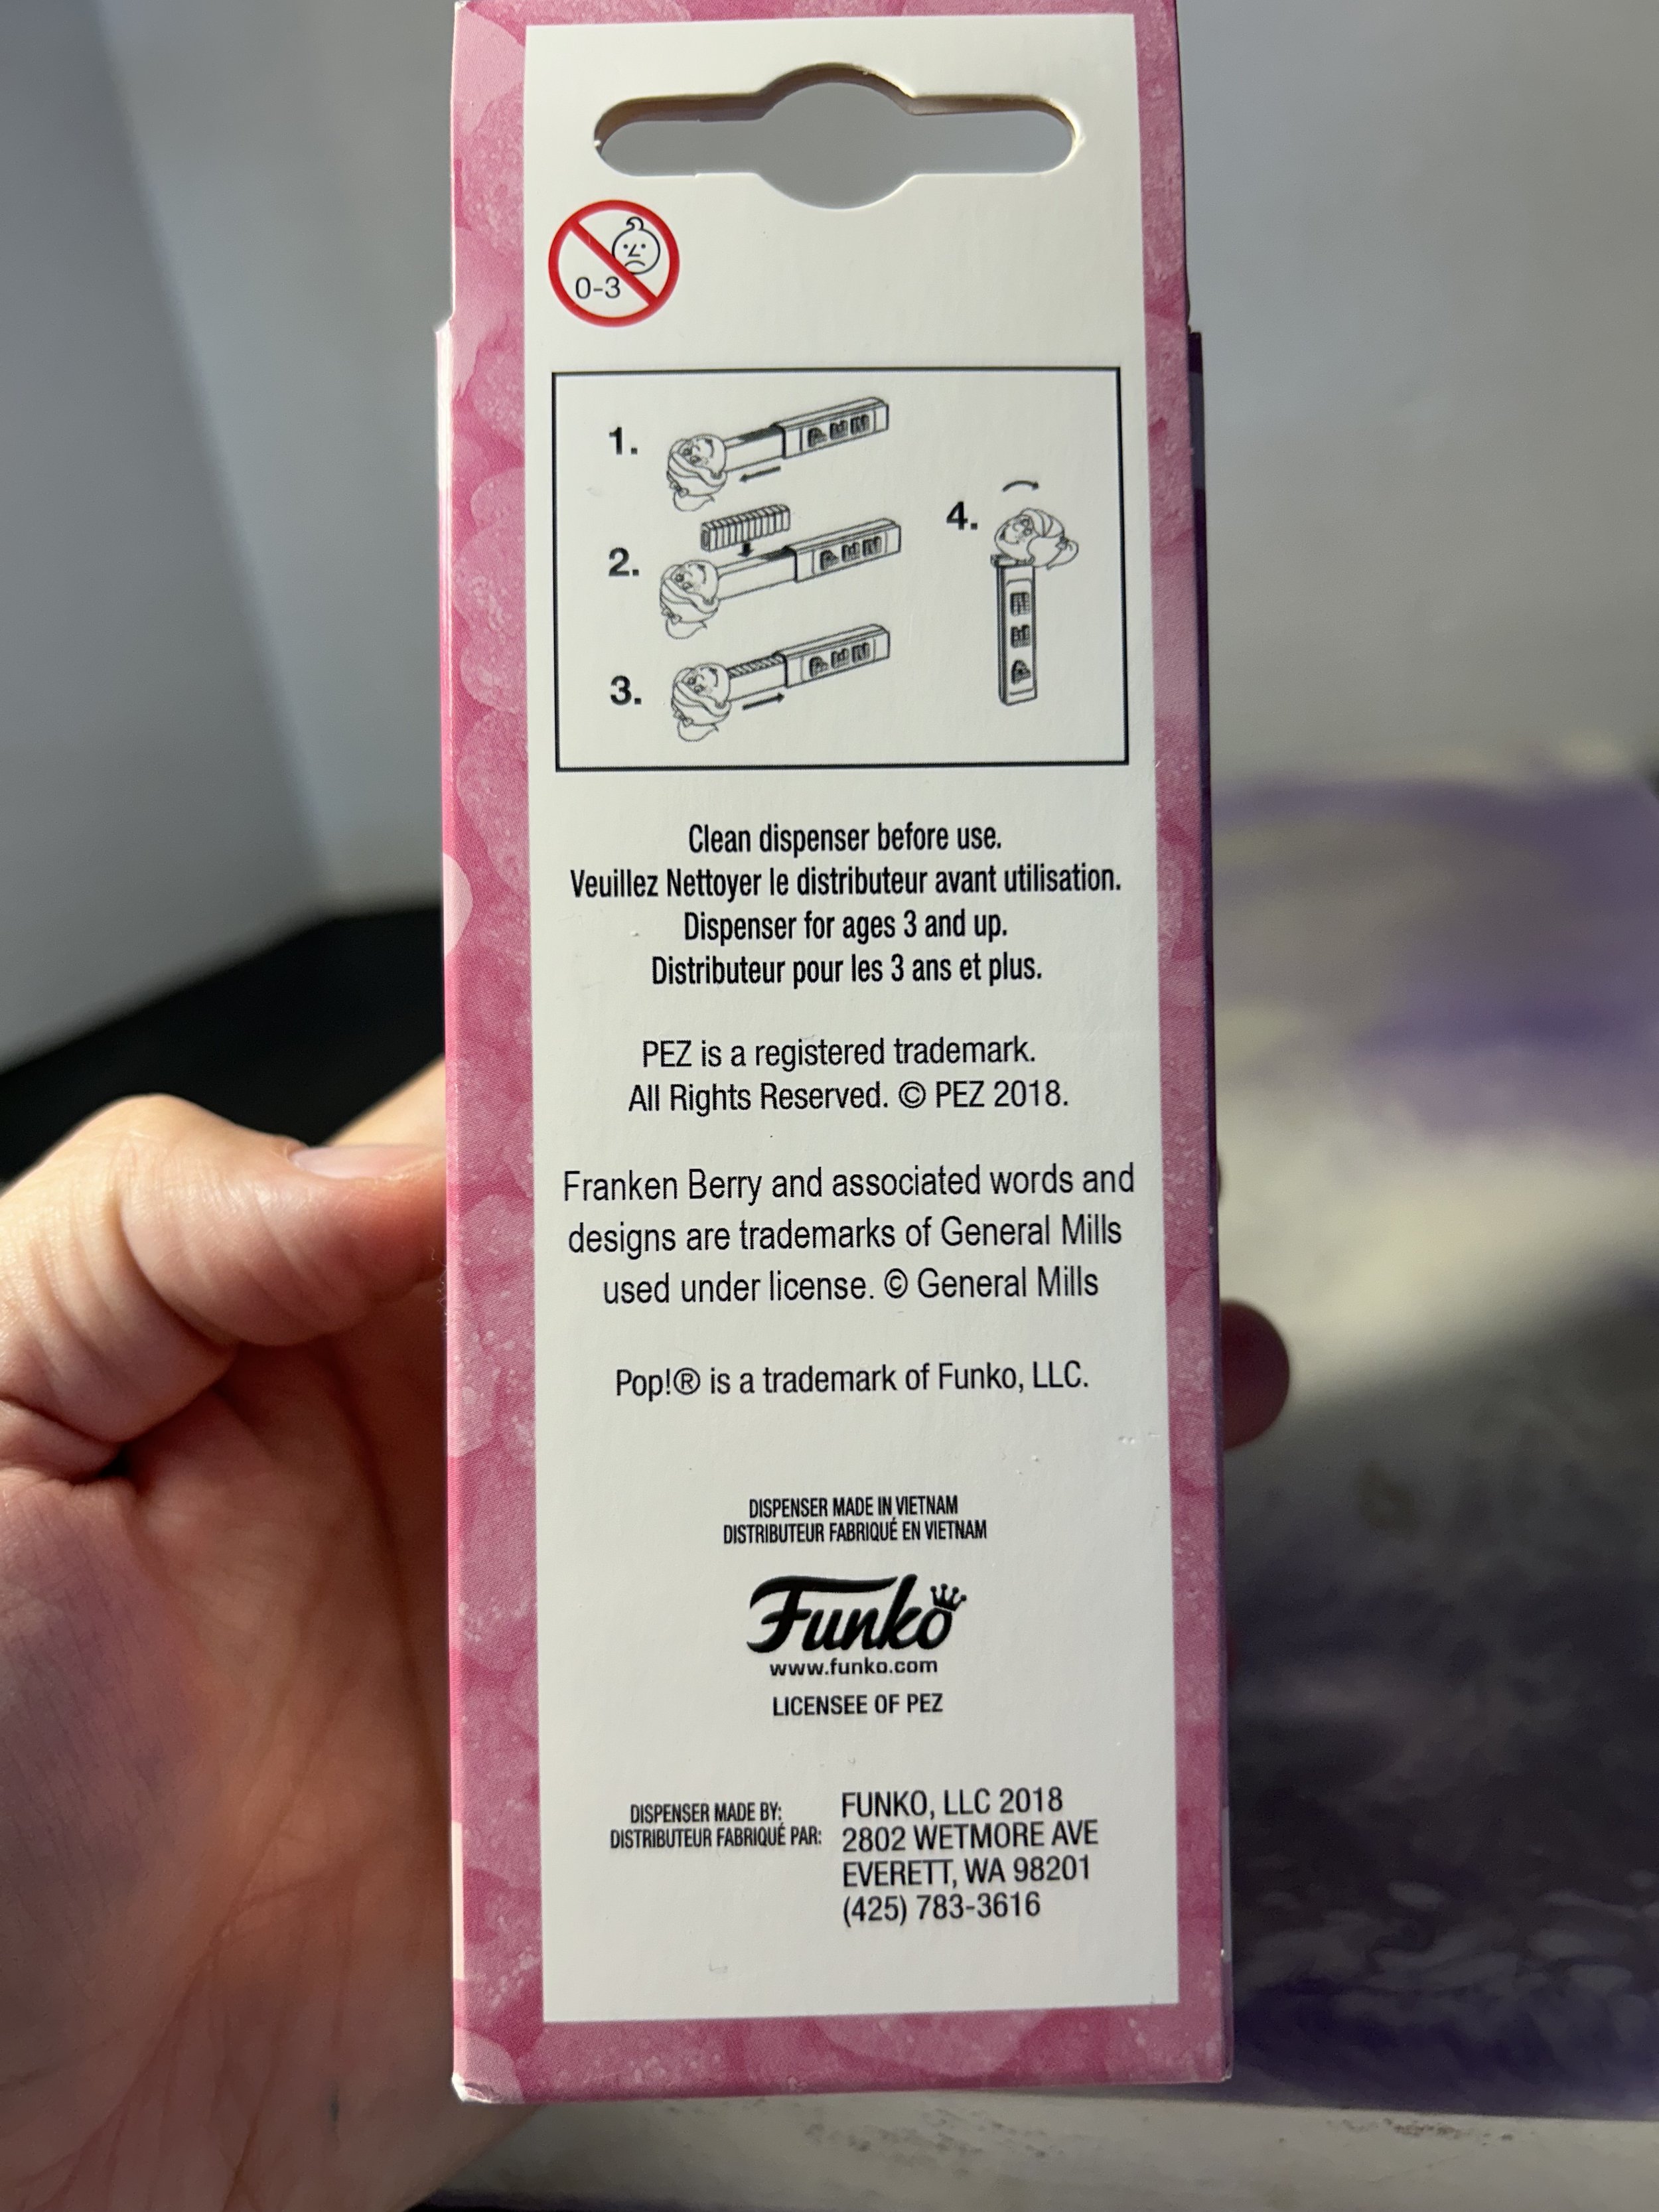 0-3
1.
PEZ
2.
PEZ
3.
PEZ
4.
PEZ
Clean dispenser before use.
Veuillez Nettoyer le distributeur avant utilisation.
Dispenser for ages 3 and up.
Distributeur pour les 3 ans et plus.
PEZ is a registered trademark.
All Rights Reserved. © PEZ 2018.
Franken Berry and associated words and
designs are trademarks of General Mills
used under license. © General Mills
Pop!® is a trademark of Funko, LLC.
DISPENSER MADE IN VIETNAM
DISTRIBUTEUR FABRIQUÉ EN VIETNAM
Funko
www.funko.com
LICENSEE OF PEZ
DISPENSER MADE BY:
DISTRIBUTEUR FABRIQUÉ PAR:
FUNKO, LLC 2018
2802 WETMORE AVE
EVERETT, WA 98201
(425) 783-3616